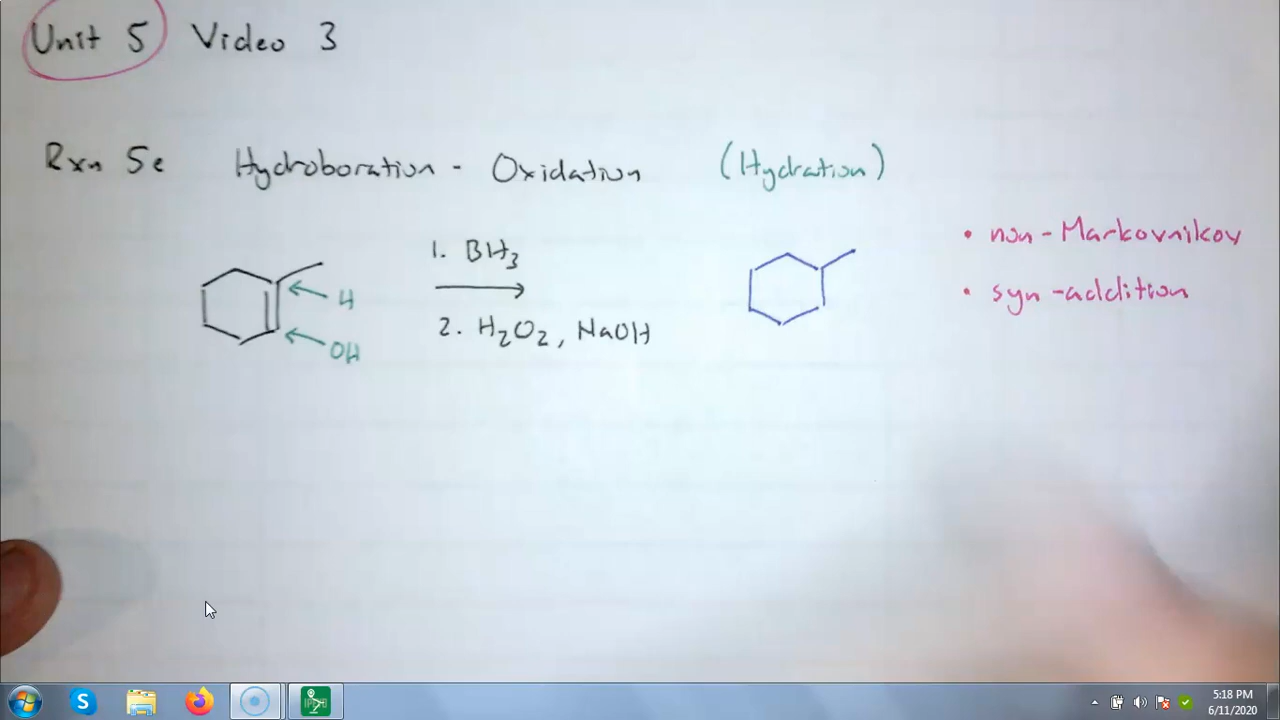 Unit 5 Video 3
Rxn 5e Hydroboration - Oxidation (Hydration)
1. BH3
2. H2O2, NaOH
H
OH
• non-Markovnikov
• syn-addition
5:18 PM
6/11/2020